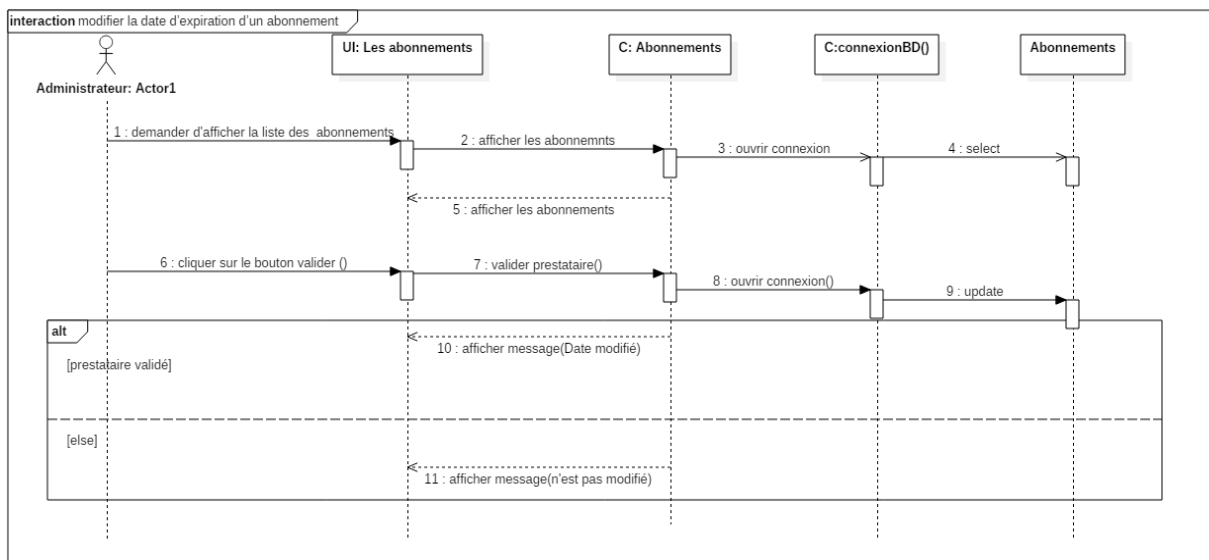 interaction modifier la date d'expiration d'un abonnement
UI: Les abonnements
C: Abonnements
C:connexionBD()
Abonnements
Administrateur: Actor1
1 : demander d'afficher la liste des abonnements
2 : afficher les abonnemnts
3 : ouvrir connexion
4 : select
5 : afficher les abonnements
6 : cliquer sur le bouton valider ()
7 : valider prestataire()
8 : ouvrir connexion()
9 : update
alt
10 : afficher message(Date modifié)
[prestataire validé]
[else]
11 : afficher message(n'est pas modifié)